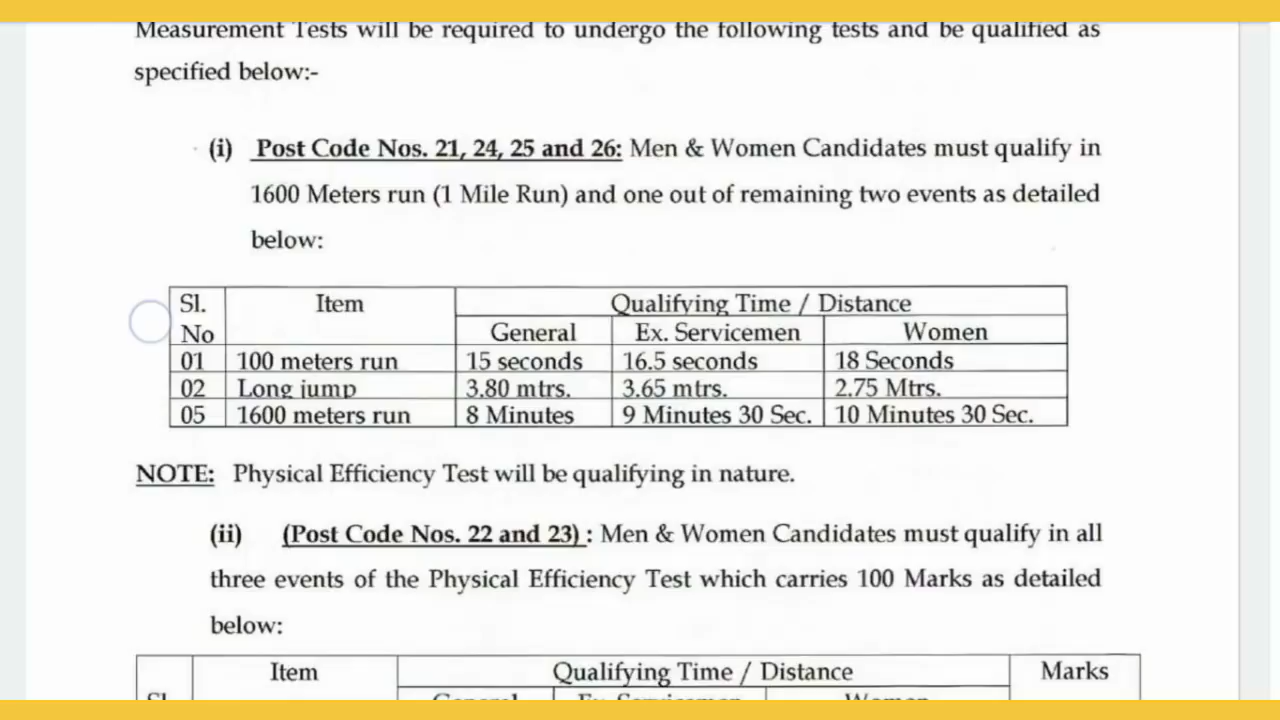 Measurement Tests will be required to undergo the following tests and be qualified as
specified below:-
(i) Post Code Nos. 21, 24, 25 and 26: Men & Women Candidates must qualify in
1600 Meters run (1 Mile Run) and one out of remaining two events as detailed
below:
Sl. No Item Qualifying Time / Distance
General Ex. Servicemen Women
01 100 meters run 15 seconds 16.5 seconds 18 Seconds
02 Long jump 3.80 mtrs. 3.65 mtrs. 2.75 Mtrs.
05 1600 meters run 8 Minutes 9 Minutes 30 Sec. 10 Minutes 30 Sec.
NOTE: Physical Efficiency Test will be qualifying in nature.
(ii) (Post Code Nos. 22 and 23) : Men & Women Candidates must qualify in all
three events of the Physical Efficiency Test which carries 100 Marks as detailed
below:
Item Qualifying Time / Distance Marks